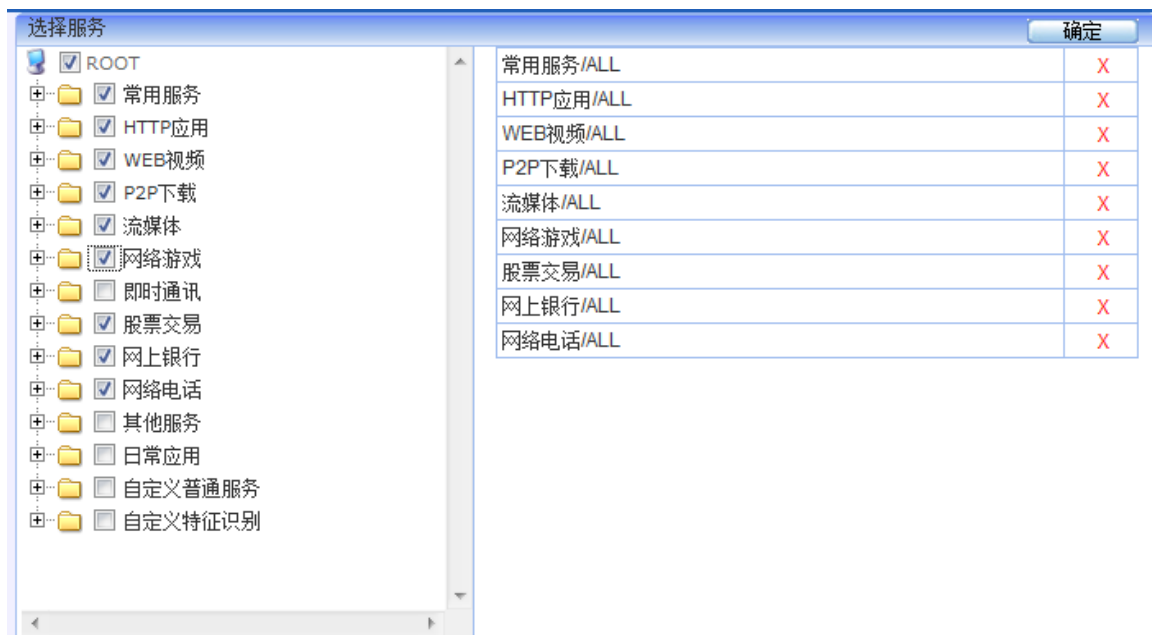 选择服务
确定
ROOT
常用服务
HTTP应用
WEB视频
P2P下载
流媒体
网络游戏
即时通讯
股票交易
网上银行
网络电话
其他服务
日常应用
自定义普通服务
自定义特征识别
常用服务/ALL X
HTTP应用/ALL X
WEB视频/ALL X
P2P下载/ALL X
流媒体/ALL X
网络游戏/ALL X
股票交易/ALL X
网上银行/ALL X
网络电话/ALL X